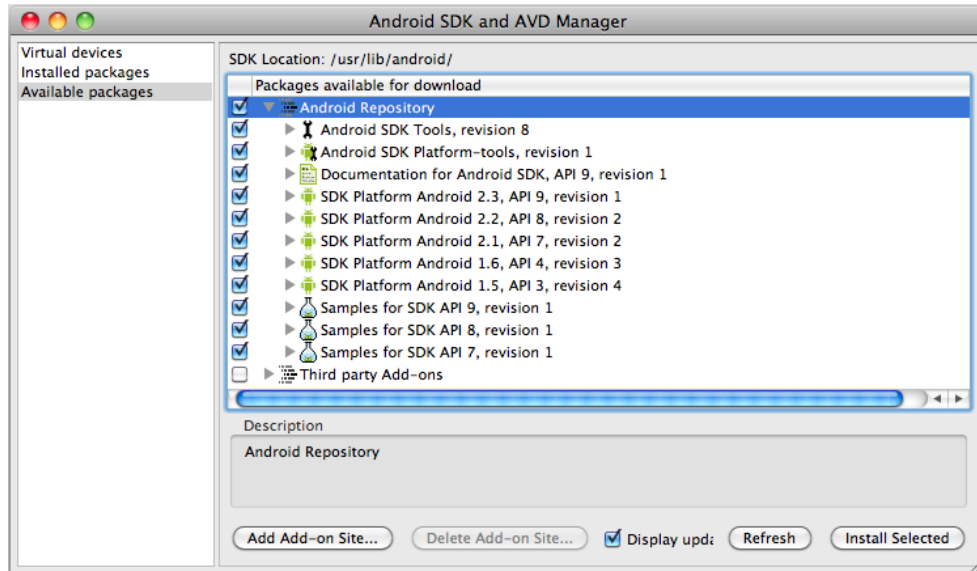 Android SDK and AVD Manager
Virtual devices
Installed packages
Available packages
SDK Location: /usr/lib/android/
Packages available for download
Android Repository
Android SDK Tools, revision 8
Android SDK Platform-tools, revision 1
Documentation for Android SDK, API 9, revision 1
SDK Platform Android 2.3, API 9, revision 1
SDK Platform Android 2.2, API 8, revision 2
SDK Platform Android 2.1, API 7, revision 2
SDK Platform Android 1.6, API 4, revision 3
SDK Platform Android 1.5, API 3, revision 4
Samples for SDK API 9, revision 1
Samples for SDK API 8, revision 1
Samples for SDK API 7, revision 1
Third party Add-ons
Description
Android Repository
Add Add-on Site... Delete Add-on Site... Display upda Refresh Install Selected